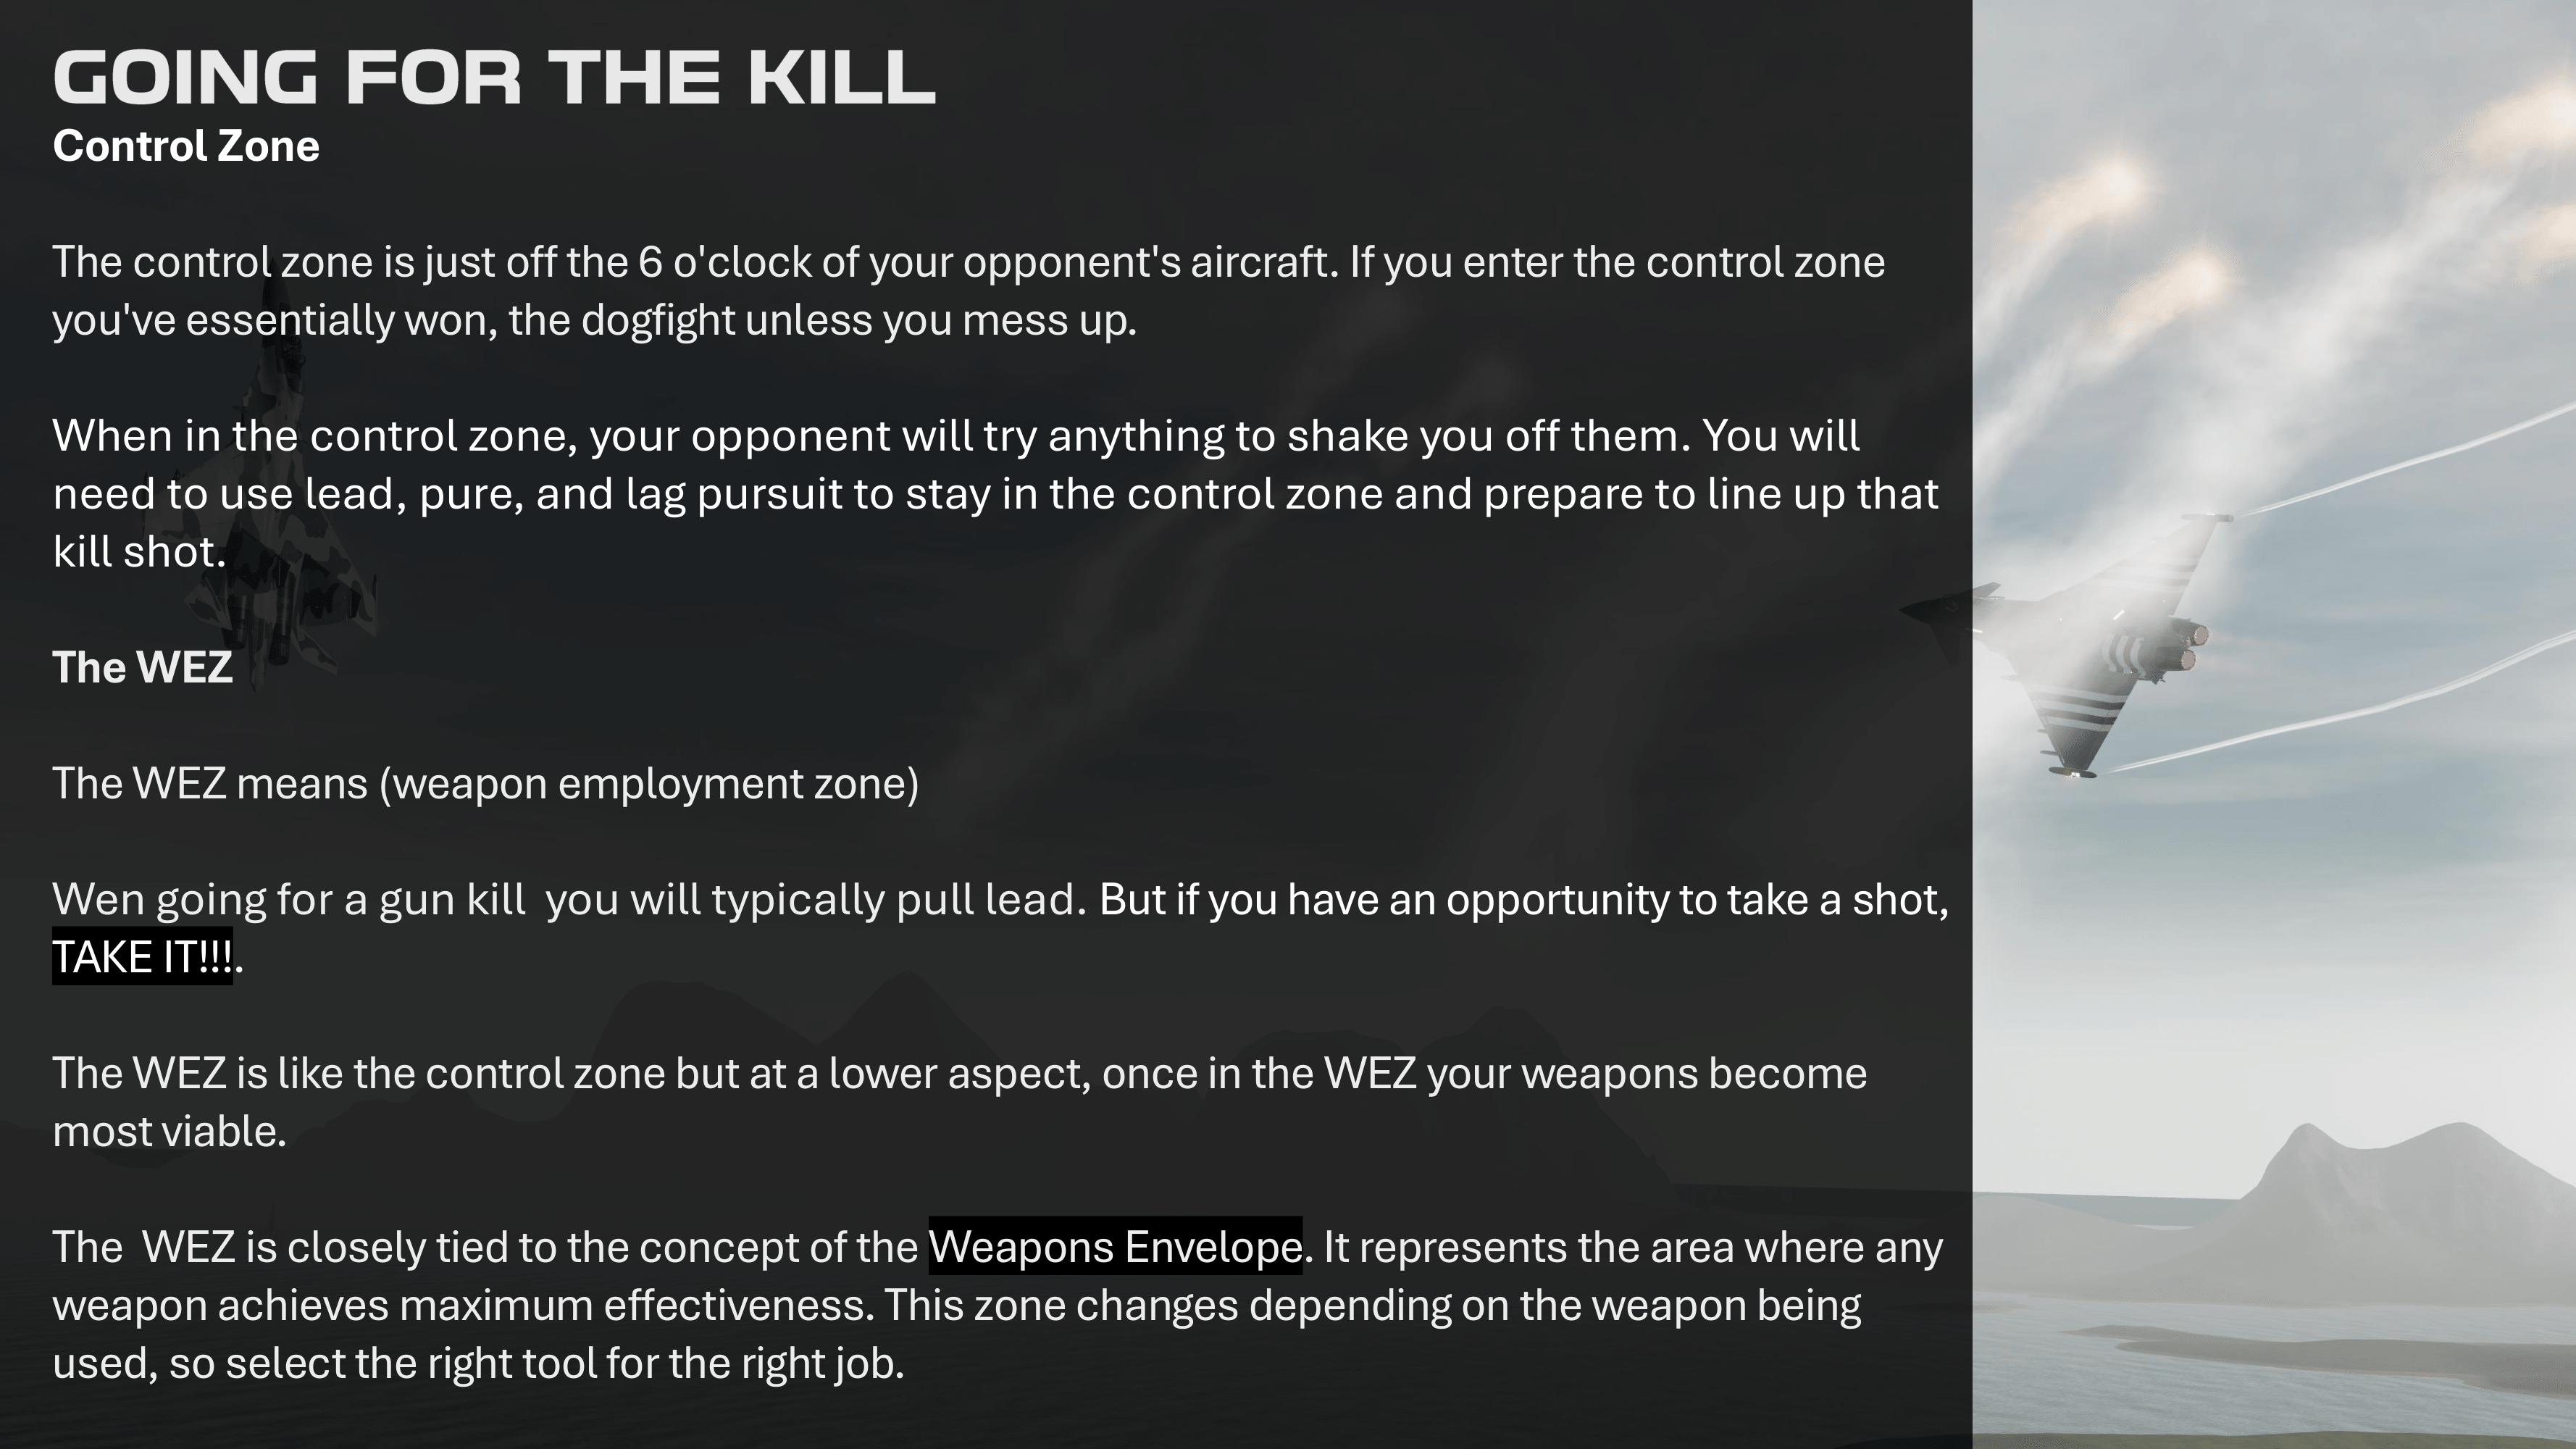 GOING FOR THE KILL
Control Zone
The control zone is just off the 6 o'clock of your opponent's aircraft. If you enter the control zone
you've essentially won, the dogfight unless you mess up.
When in the control zone, your opponent will try anything to shake you off them. You will
need to use lead, pure, and lag pursuit to stay in the control zone and prepare to line up that
kill shot.
The WEZ
The WEZ means (weapon employment zone)
Wen going for a gun kill  you will typically pull lead. But if you have an opportunity to take a shot,
TAKE IT!!!.
The WEZ is like the control zone but at a lower aspect, once in the WEZ your weapons become
most viable.
The  WEZ is closely tied to the concept of the Weapons Envelope. It represents the area where any
weapon achieves maximum effectiveness. This zone changes depending on the weapon being
used, so select the right tool for the right job.